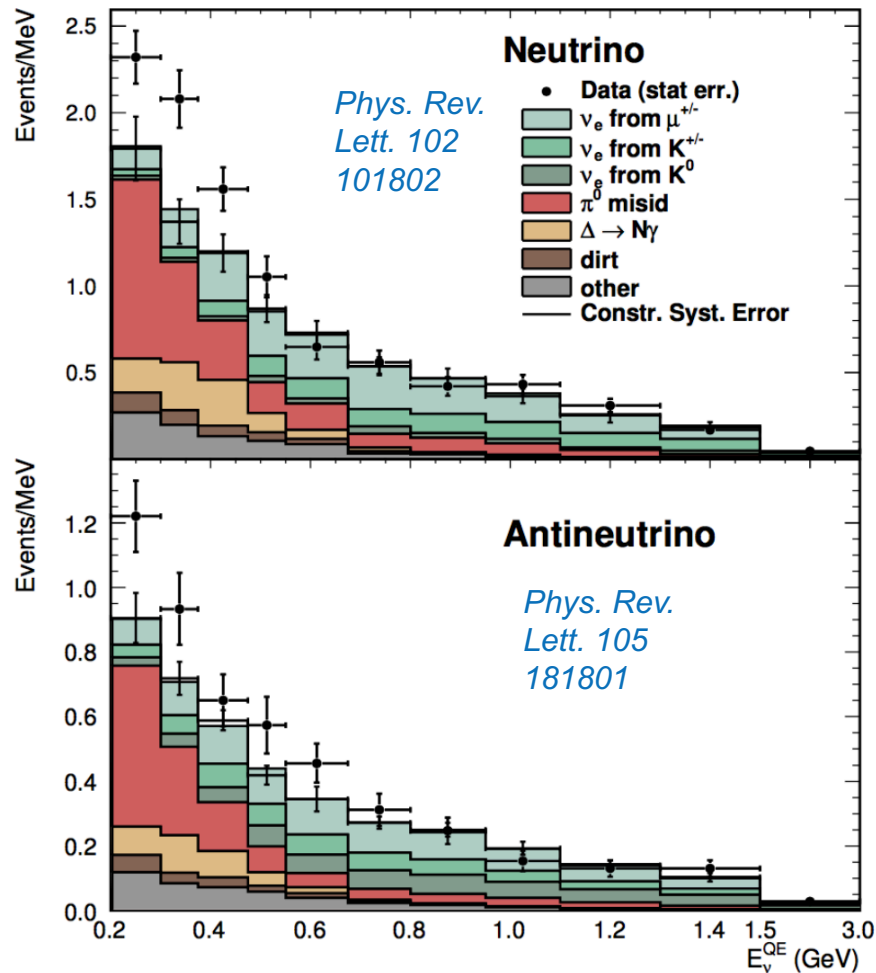 Events/MeV
2.5
2.0
1.5
1.0
0.5
Neutrino
Phys. Rev.
Lett. 102
101802
Data (stat err.)
νₑ from μ⁺ᐟ⁻
νₑ from K⁺ᐟ⁻
νₑ from K⁰
π⁰ misid
Δ → Nγ
dirt
other
Constr. Syst. Error
Events/MeV
1.2
1.0
0.8
0.6
0.4
0.2
0.0
Antineutrino
Phys. Rev.
Lett. 105
181801
0.2 0.4 0.6 0.8 1.0 1.2 1.4 1.5 3.0
E_ν^QE (GeV)